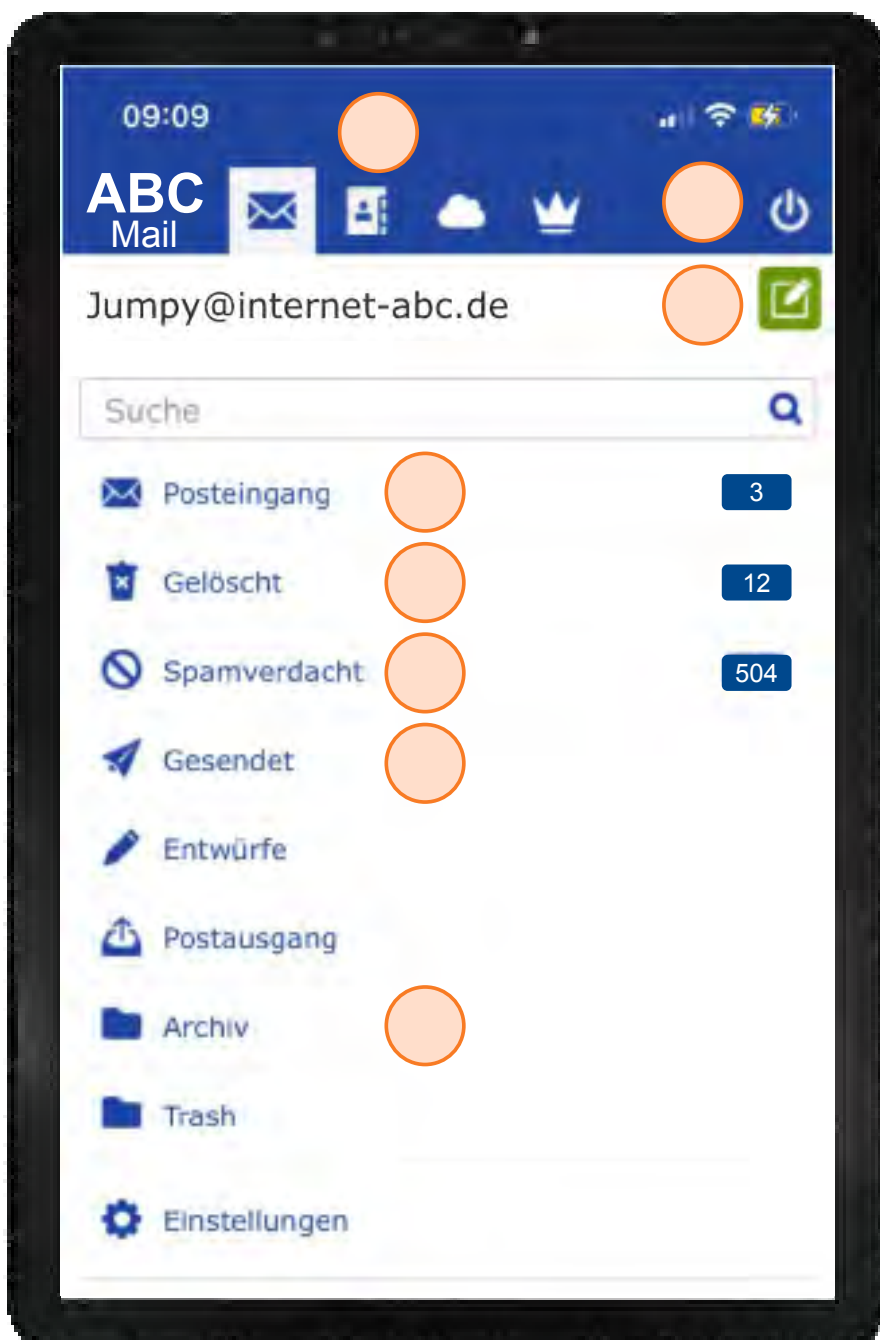 09:09
ABC
Mail
Jumpy@internet-abc.de
Suche
Posteingang 3
Gelöscht 12
Spamverdacht 504
Gesendet
Entwürfe
Postausgang
Archiv
Trash
Einstellungen